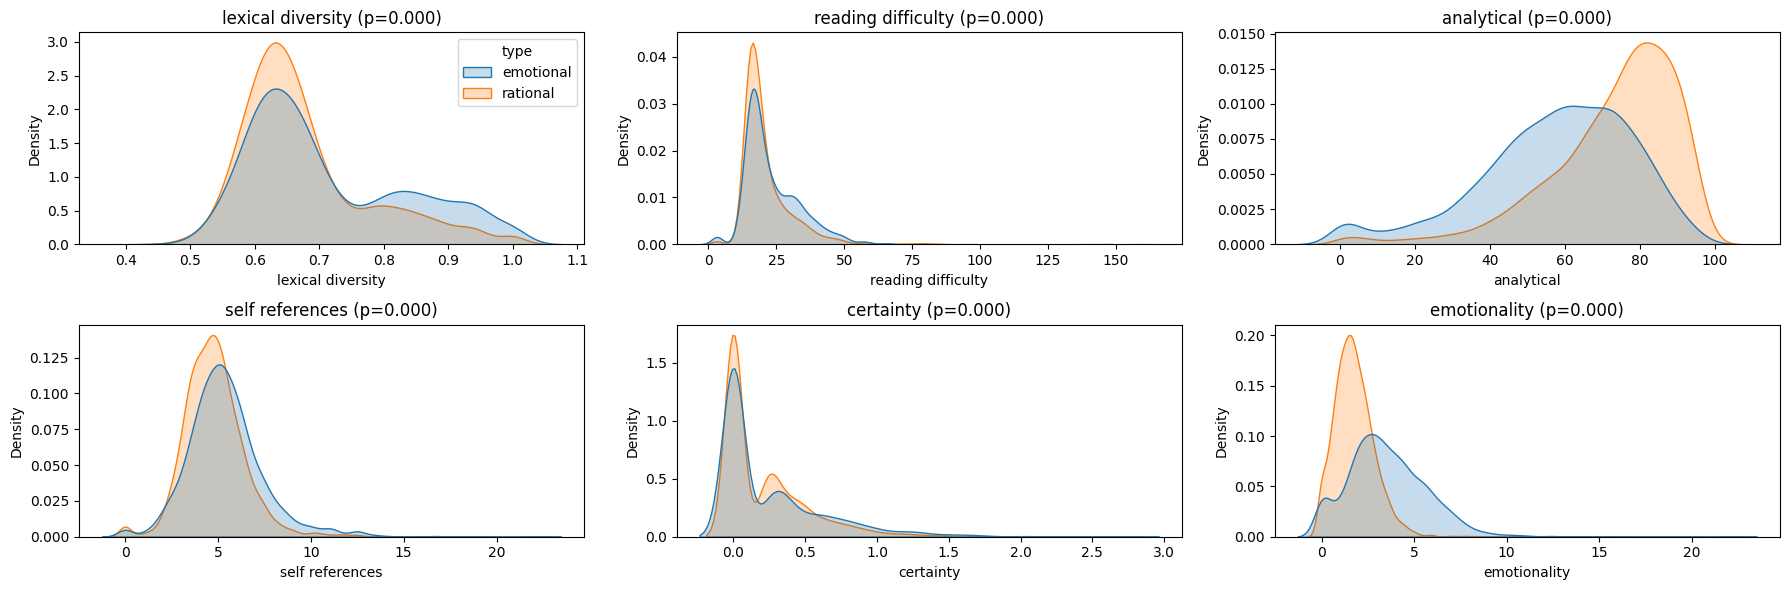 lexical diversity (p=0.000)
Density
3.0
2.5
2.0
1.5
1.0
0.5
0.0
type
emotional
rational
0.4 0.5 0.6 0.7 0.8 0.9 1.0 1.1
lexical diversity
reading difficulty (p=0.000)
Density
0.04
0.03
0.02
0.01
0.00
0 25 50 75 100 125 150
reading difficulty
analytical (p=0.000)
Density
0.0150
0.0125
0.0100
0.0075
0.0050
0.0025
0.0000
0 20 40 60 80 100
analytical
self references (p=0.000)
Density
0.125
0.100
0.075
0.050
0.025
0.000
0 5 10 15 20
self references
certainty (p=0.000)
Density
1.5
1.0
0.5
0.0
0.0 0.5 1.0 1.5 2.0 2.5 3.0
certainty
emotionality (p=0.000)
Density
0.20
0.15
0.10
0.05
0.00
0 5 10 15 20
emotionality